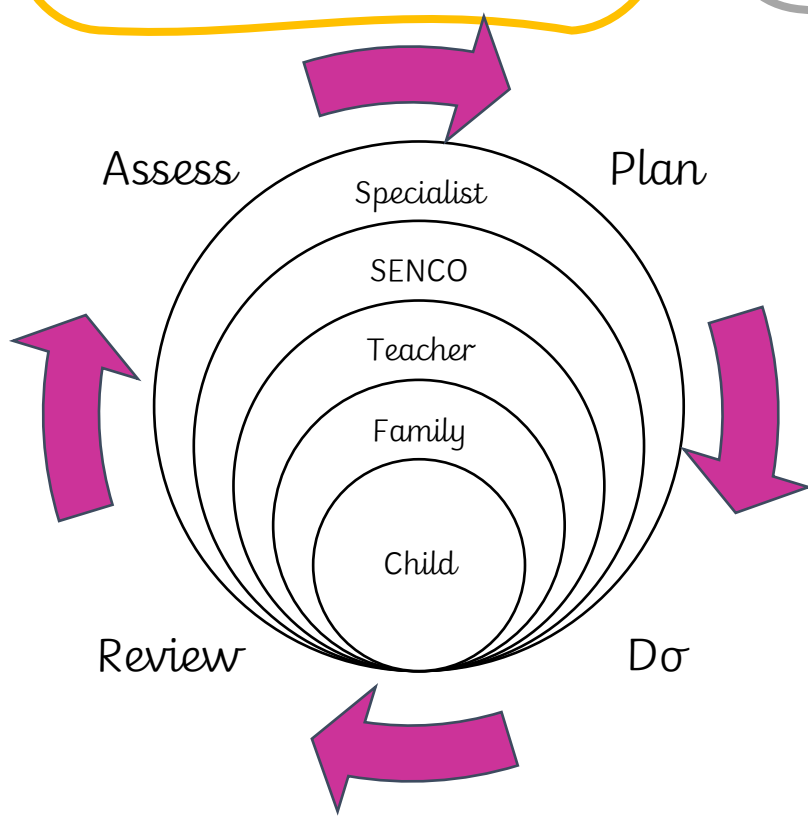 Assess
Plan
Specialist
SENCO
Teacher
Family
Child
Review
Do